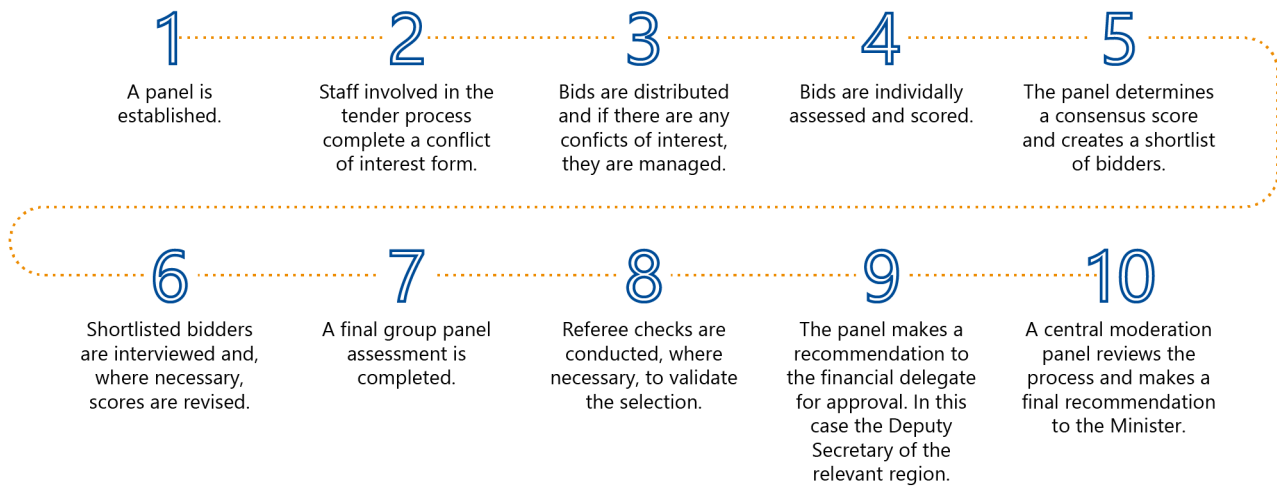 1
A panel is
established.
2
Staff involved in the
tender process
complete a conflict
of interest form.
3
Bids are distributed
and if there are any
conficts of interest,
they are managed.
4
Bids are individally
assessed and scored.
5
The panel determines
a consensus score
and creates a shortlist
of bidders.
6
Shortlisted bidders
are interviewed and,
where necessary,
scores are revised.
7
A final group panel
assessment is
completed.
8
Referee checks are
conducted, where
necessary, to validate
the selection.
9
The panel makes a
recommendation to
the financial delegate
for approval. In this
case the Deputy
Secretary of the
relevant region.
10
A central moderation
panel reviews the
process and makes a
final recommendation
to the Minister.